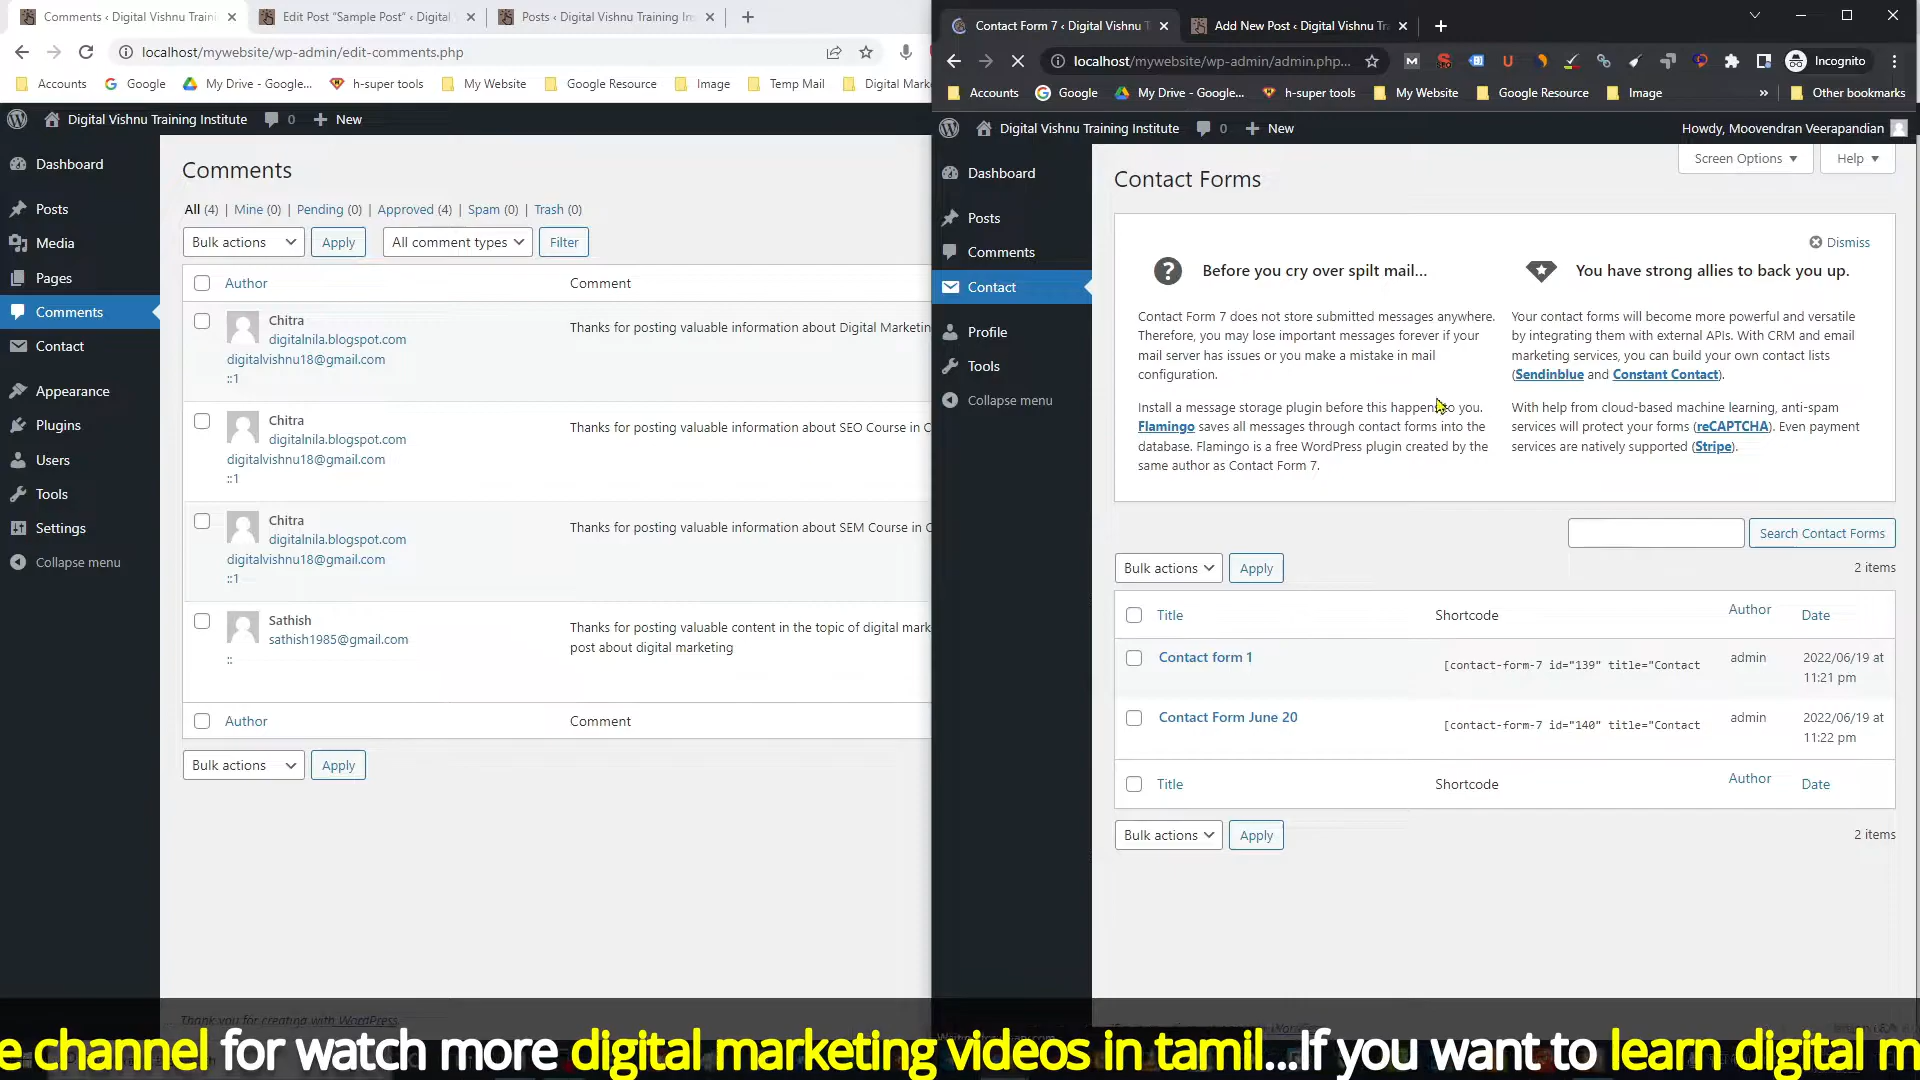 Comments ‹ Digital Vishnu Traini
Edit Post "Sample Post" ‹ Digital
Posts ‹ Digital Vishnu Training In
localhost/mywebsite/wp-admin/edit-comments.php
Accounts
Google
My Drive - Google...
h-super tools
My Website
Google Resource
Image
Temp Mail
Digital Mark
Digital Vishnu Training Institute
0
New
Dashboard
Posts
Media
Pages
Comments
Contact
Appearance
Plugins
Users
Tools
Settings
Collapse menu
Comments
All (4) | Mine (0) | Pending (0) | Approved (4) | Spam (0) | Trash (0)
Bulk actions
Apply
All comment types
Filter
Author
Comment
Chitra
digitalnila.blogspot.com
digitalvishnu18@gmail.com
::1
Thanks for posting valuable information about Digital Marketin
Chitra
digitalnila.blogspot.com
digitalvishnu18@gmail.com
::1
Thanks for posting valuable information about SEO Course in C
Chitra
digitalnila.blogspot.com
digitalvishnu18@gmail.com
::1
Thanks for posting valuable information about SEM Course in C
Sathish
sathish1985@gmail.com
::
Thanks for posting valuable content in the topic of digital mark
post about digital marketing
Author
Comment
Bulk actions
Apply
Thank you for creating with WordPress
Contact Form 7 ‹ Digital Vishnu T
Add New Post ‹ Digital Vishnu Tra
localhost/mywebsite/wp-admin/admin.php...
Incognito
Accounts
Google
My Drive - Google...
h-super tools
My Website
Google Resource
Image
»
Other bookmarks
Digital Vishnu Training Institute
0
New
Howdy, Moovendran Veerapandian
Dashboard
Posts
Comments
Contact
Profile
Tools
Collapse menu
Screen Options
Help
Contact Forms
Dismiss
Before you cry over spilt mail...
Contact Form 7 does not store submitted messages anywhere.
Therefore, you may lose important messages forever if your
mail server has issues or you make a mistake in mail
configuration.
Install a message storage plugin before this happens to you.
Flamingo saves all messages through contact forms into the
database. Flamingo is a free WordPress plugin created by the
same author as Contact Form 7.
You have strong allies to back you up.
Your contact forms will become more powerful and versatile
by integrating them with external APIs. With CRM and email
marketing services, you can build your own contact lists
(Sendinblue and Constant Contact).
With help from cloud-based machine learning, anti-spam
services will protect your forms (reCAPTCHA). Even payment
services are natively supported (Stripe).
Search Contact Forms
Bulk actions
Apply
2 items
Title
Shortcode
Author
Date
Contact form 1
[contact-form-7 id="139" title="Contact
admin
2022/06/19 at
11:21 pm
Contact Form June 20
[contact-form-7 id="140" title="Contact
admin
2022/06/19 at
11:22 pm
Title
Shortcode
Author
Date
Bulk actions
Apply
2 items
e channel for watch more digital marketing videos in tamil...If you want to learn digital m